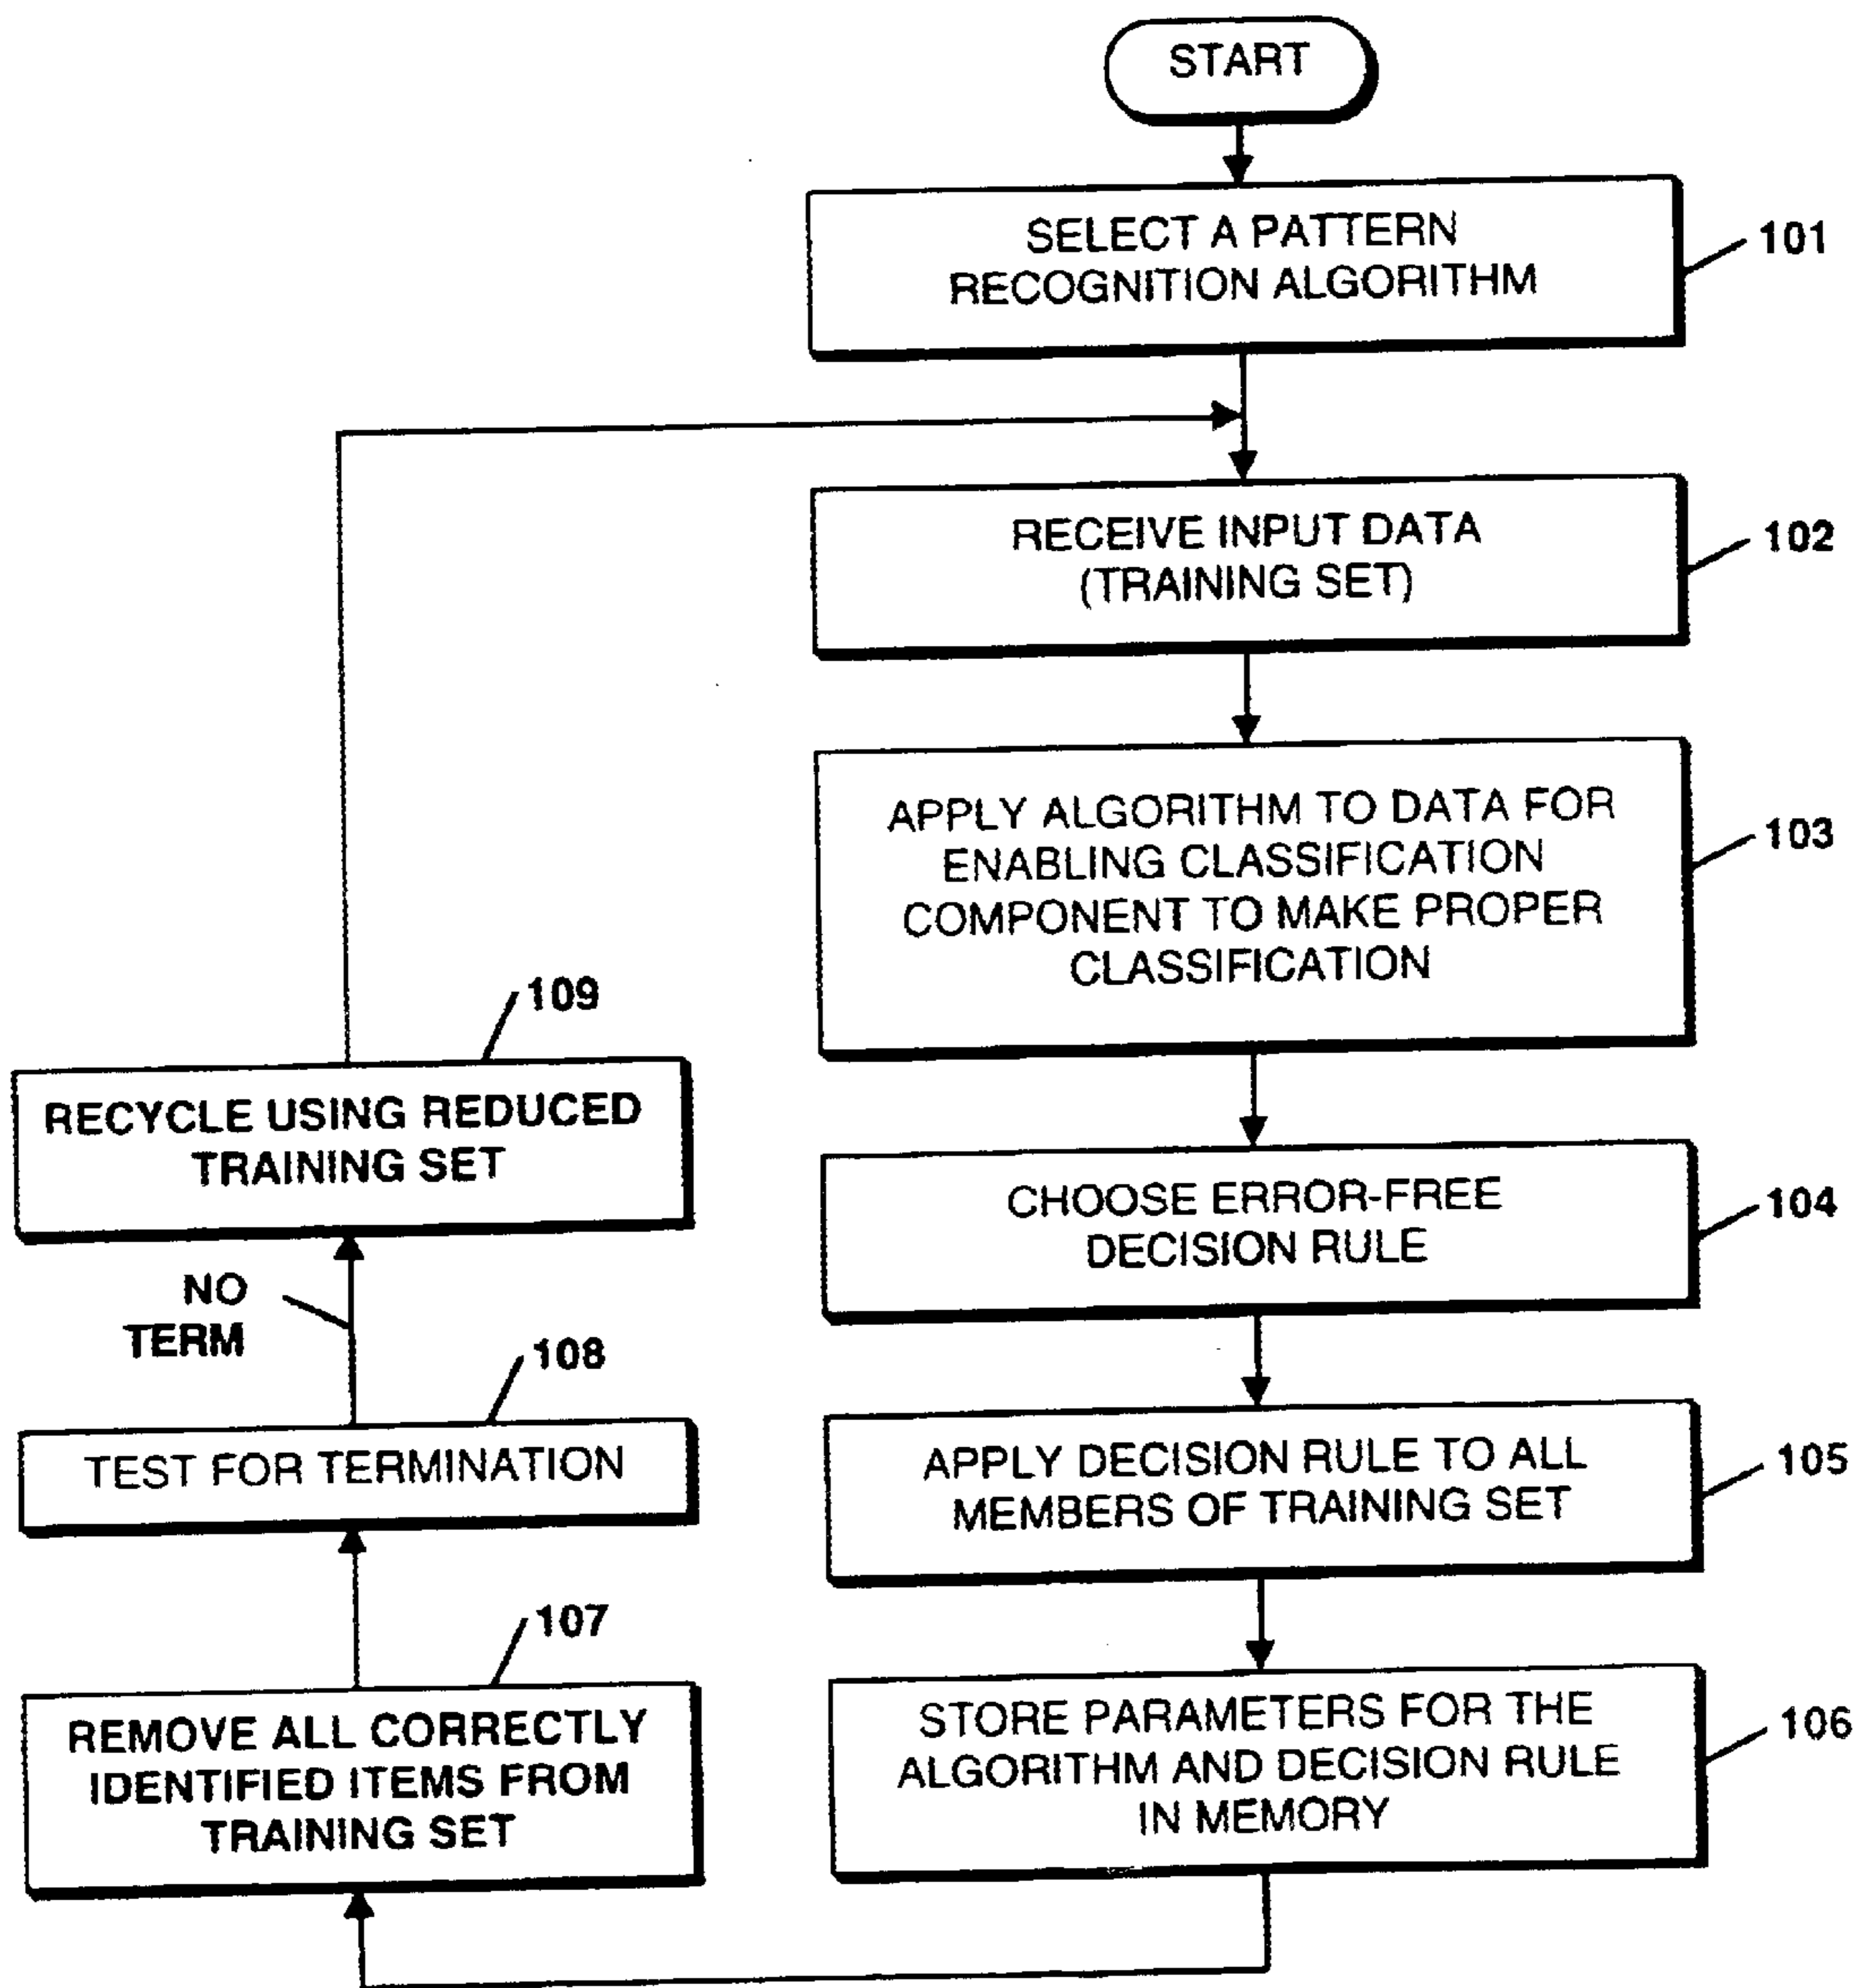 START
SELECT A PATTERN
RECOGNITION ALGORITHM
101
RECEIVE INPUT DATA
(TRAINING SET)
102
APPLY ALGORITHM TO DATA FOR
ENABLING CLASSIFICATION
COMPONENT TO MAKE PROPER
CLASSIFICATION
103
CHOOSE ERROR-FREE
DECISION RULE
104
APPLY DECISION RULE TO ALL
MEMBERS OF TRAINING SET
105
STORE PARAMETERS FOR THE
ALGORITHM AND DECISION RULE
IN MEMORY
106
107
REMOVE ALL CORRECTLY
IDENTIFIED ITEMS FROM
TRAINING SET
108
TEST FOR TERMINATION
NO
TERM
109
RECYCLE USING REDUCED
TRAINING SET